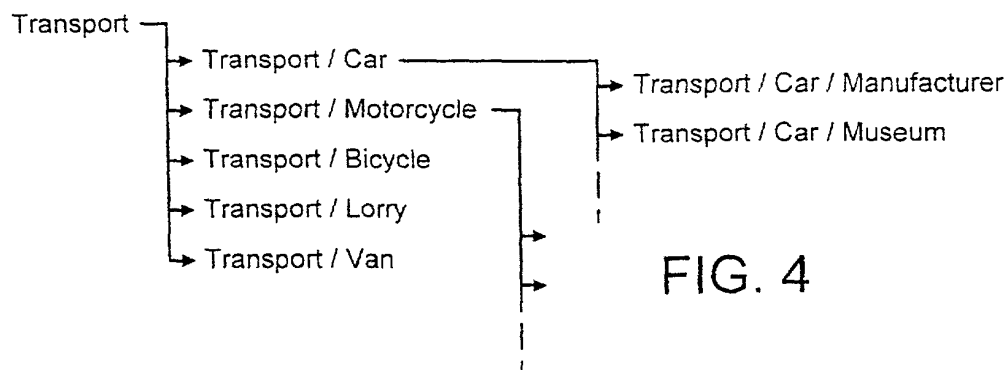 Transport
Transport / Car
Transport / Motorcycle
Transport / Bicycle
Transport / Lorry
Transport / Van
Transport / Car / Manufacturer
Transport / Car / Museum
FIG. 4